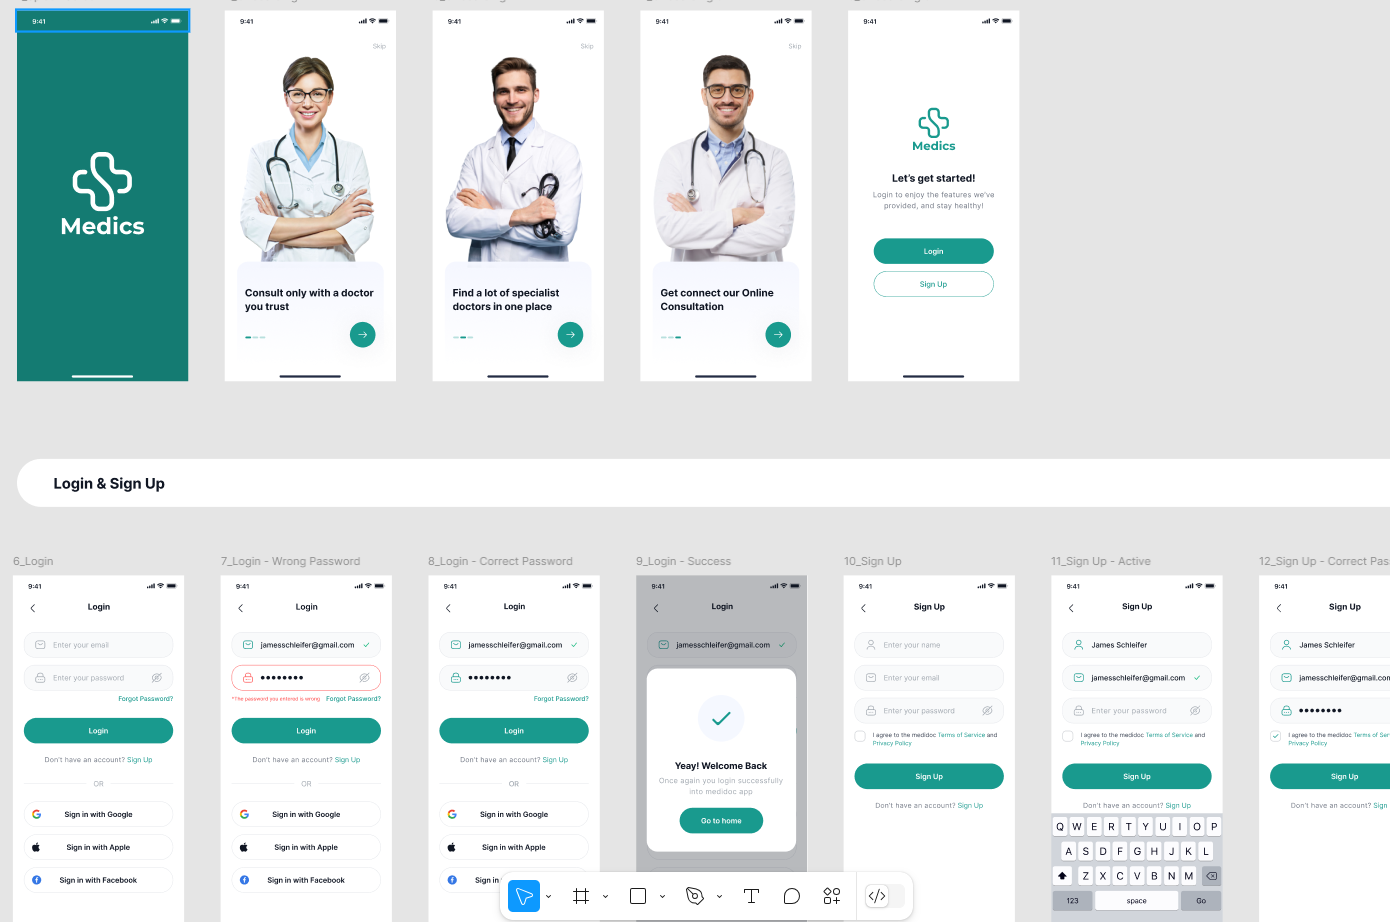 9:41
Medics
9:41
Skip
Consult only with a doctor
you trust
9:41
Skip
Find a lot of specialist
doctors in one place
9:41
Skip
Get connect our Online
Consultation
9:41
Medics
Let's get started!
Login to enjoy the features we've
provided, and stay healthy!
Login
Sign Up
Login & Sign Up
6_Login
9:41
Login
Enter your email
Enter your password
Forgot Password?
Login
Don't have an account? Sign Up
OR
Sign in with Google
Sign in with Apple
Sign in with Facebook
7_Login - Wrong Password
9:41
Login
jamesschleifer@gmail.com
*The password you entered is wrong
Forgot Password?
Login
Don't have an account? Sign Up
OR
Sign in with Google
Sign in with Apple
Sign in with Facebook
8_Login - Correct Password
9:41
Login
jamesschleifer@gmail.com
Forgot Password?
Login
Don't have an account? Sign Up
OR
Sign in with Google
Sign in with Apple
Sign in
9_Login - Success
9:41
Login
jamesschleifer@gmail.com
Yeay! Welcome Back
Once again you login successfully
into medidoc app
Go to home
10_Sign Up
9:41
Sign Up
Enter your name
Enter your email
Enter your password
I agree to the medidoc Terms of Service and
Privacy Policy
Sign Up
Don't have an account? Sign Up
11_Sign Up - Active
9:41
Sign Up
James Schleifer
jamesschleifer@gmail.com
Enter your password
I agree to the medidoc Terms of Service and
Privacy Policy
Sign Up
Don't have an account? Sign Up
Q W E R T Y U I O P
A S D F G H J K L
Z X C V B N M
123 space Go
12_Sign Up - Correct Pas
9:41
Sign Up
James Schleifer
jamesschleifer@gmail.com
I agree to the medidoc Terms of Ser
Privacy Policy
Sign Up
Don't have an account? Sign